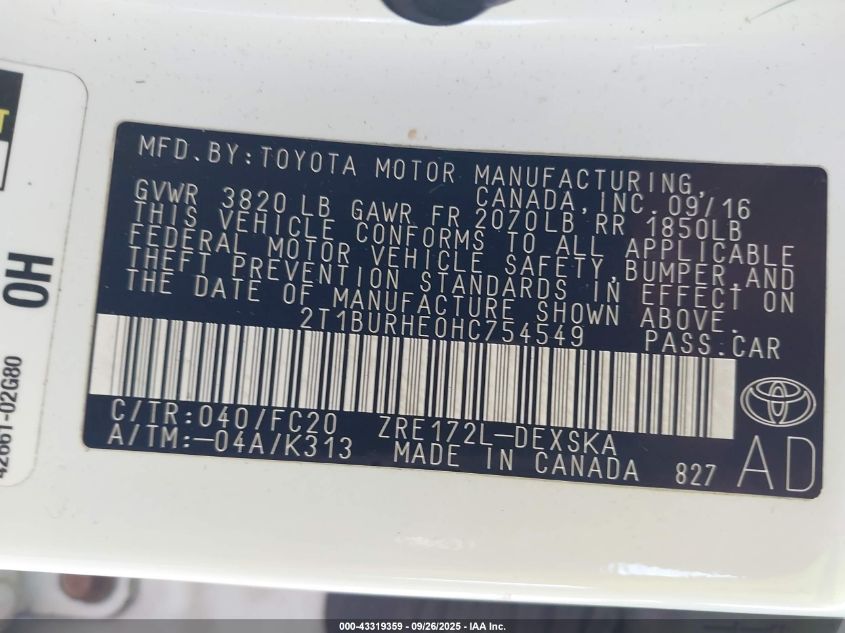 MFD.BY:TOYOTA MOTOR MANUFACTURING,
CANADA,INC. 09/16
GVWR 3820 LB GAWR FR 2070LB RR 1850LB
THIS VEHICLE CONFORMS TO ALL APPLICABLE
FEDERAL MOTOR VEHICLE SAFETY,BUMPER,AND
THEFT PREVENTION STANDARDS IN EFFECT ON
THE DATE OF MANUFACTURE SHOWN ABOVE.
2T1BURHE0HC754549 PASS.CAR
C/TR:040/FC20 ZRE172L-DEXSKA
A/TM:-04A/K313 MADE IN CANADA 827
AD
OH
42661-02G80
000-43319359 - 09/26/2025 - IAA Inc.